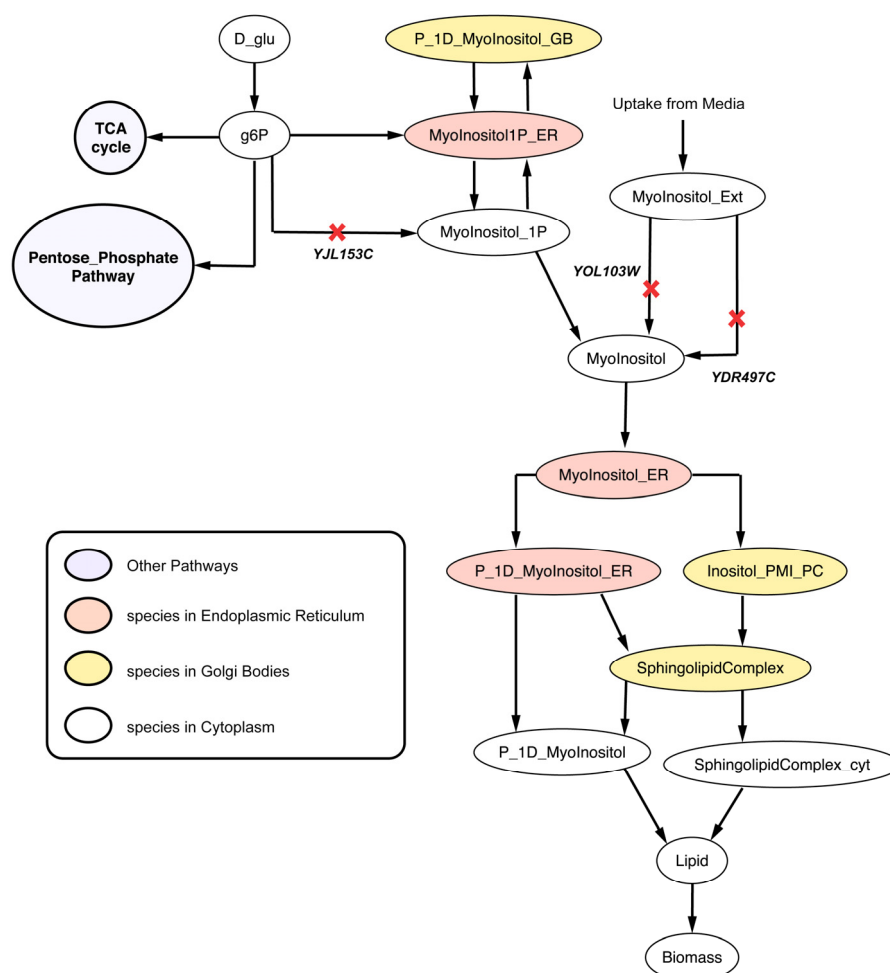 D_glu
P_1D_MyoInositol_GB
Uptake from Media
TCA
cycle
g6P
MyoInositol1P_ER
MyoInositol_Ext
MyoInositol_1P
YJL153C
Pentose_Phosphate
Pathway
YOL103W
MyoInositol
YDR497C
MyoInositol_ER
P_1D_MyoInositol_ER
Inositol_PMI_PC
SphingolipidComplex
P_1D_MyoInositol
SphingolipidComplex_cyt
Lipid
Biomass
Other Pathways
species in Endoplasmic Reticulum
species in Golgi Bodies
species in Cytoplasm